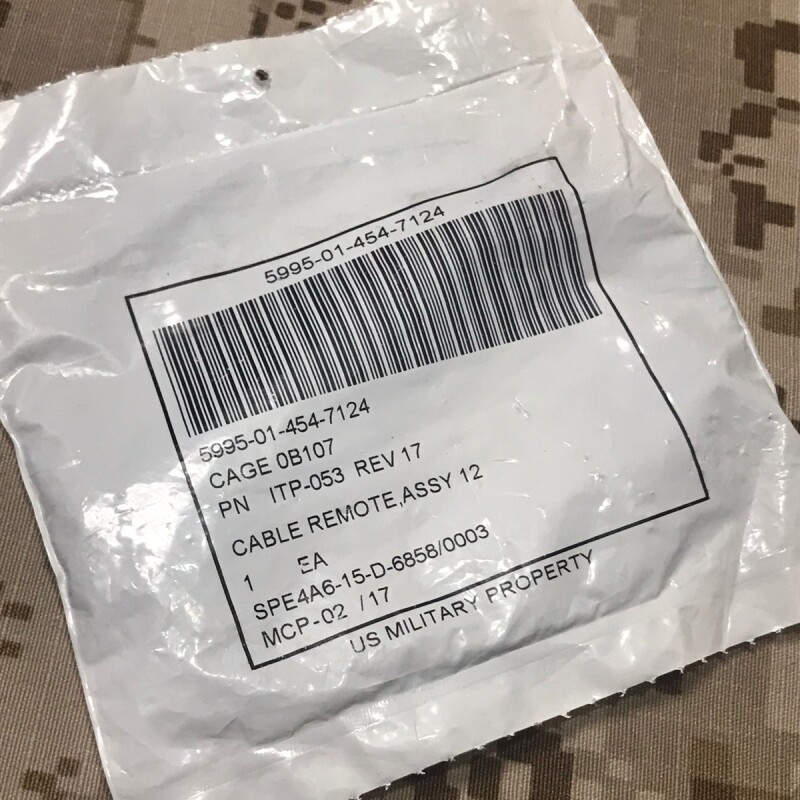 5995-01-454-7124
5995-01-454-7124
CAGE 0B107
PN ITP-053 REV 17
CABLE REMOTE,ASSY 12
1 EA
SPE4A6-15-D-6858/0003
MCP-02 /17
US MILITARY PROPERTY